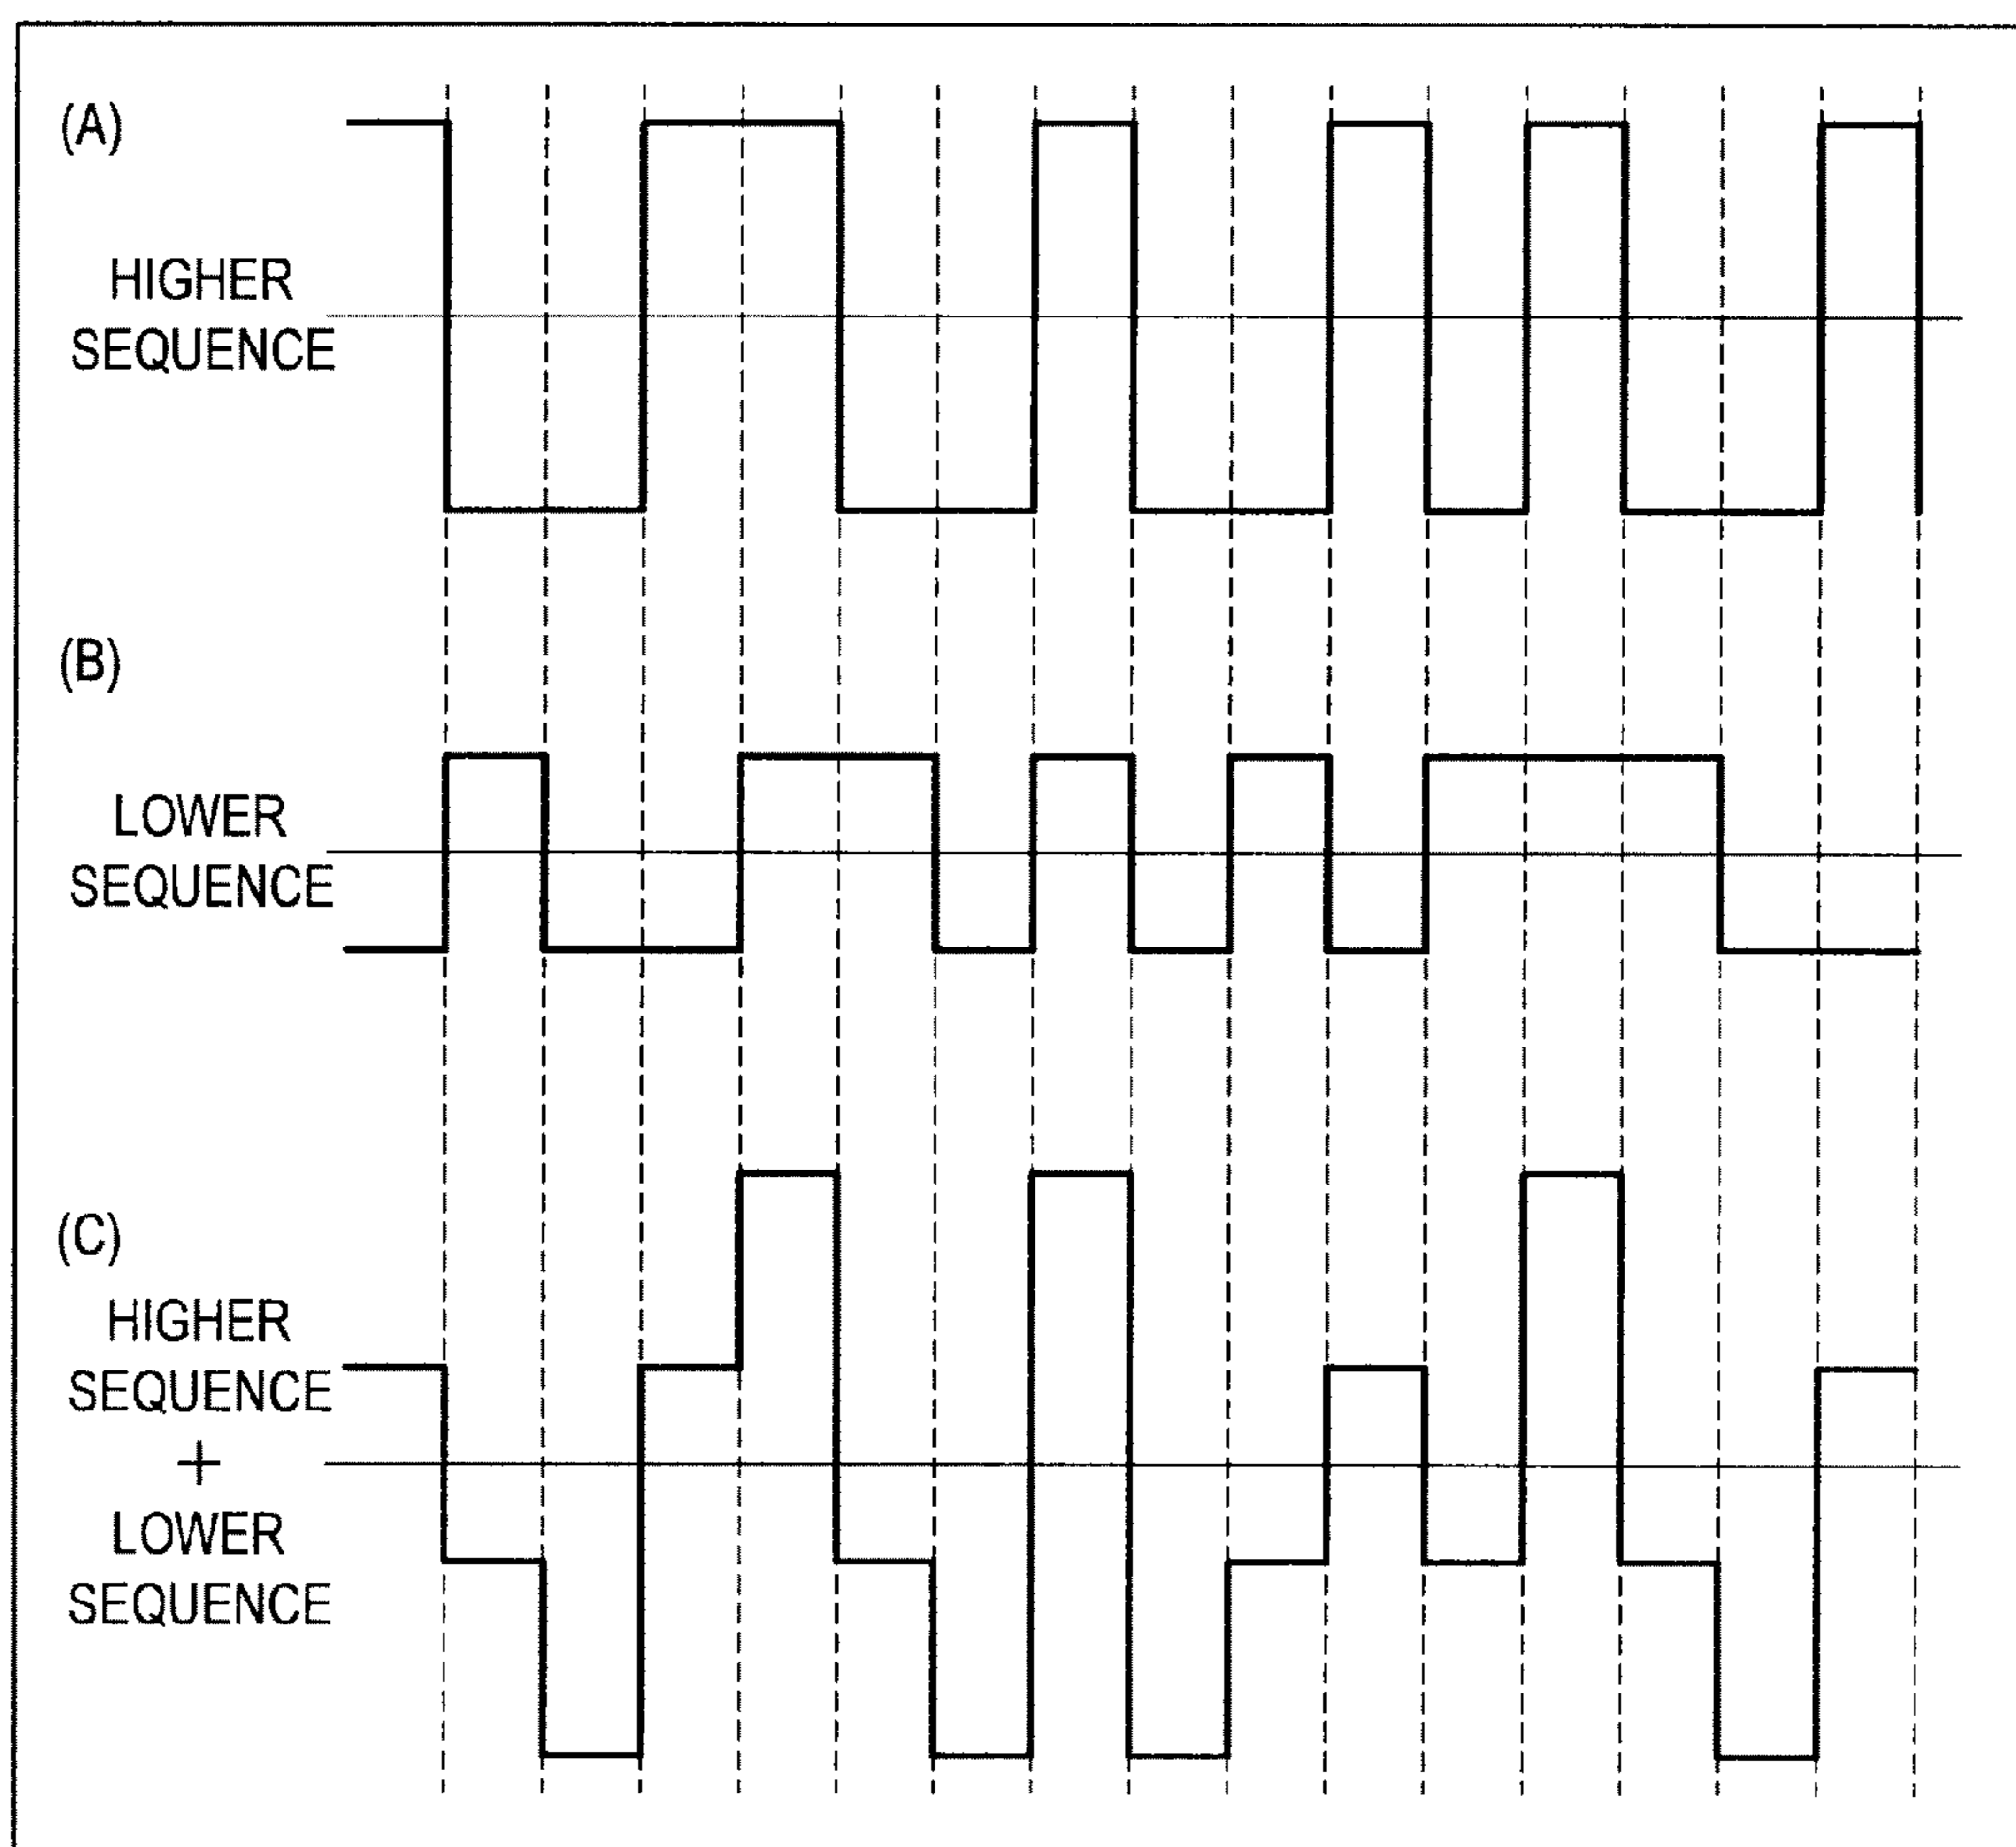 (A)
HIGHER
SEQUENCE
(B)
LOWER
SEQUENCE
(C)
HIGHER
SEQUENCE
+
LOWER
SEQUENCE